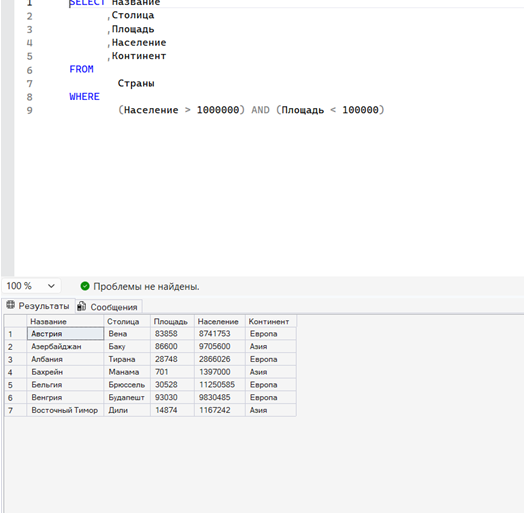 1 SELECT Название
2 ,Столица
3 ,Площадь
4 ,Население
5 ,Континент
6 FROM
7 Страны
8 WHERE
9 (Население > 1000000) AND (Площадь < 100000)
100 % Проблемы не найдены.
Результаты Сообщения
Название Столица Площадь Население Континент
1 Австрия Вена 83858 8741753 Европа
2 Азербайджан Баку 86600 9705600 Азия
3 Албания Тирана 28748 2866026 Европа
4 Бахрейн Манама 701 1397000 Азия
5 Бельгия Брюссель 30528 11250585 Европа
6 Венгрия Будапешт 93030 9830485 Европа
7 Восточный Тимор Дили 14874 1167242 Азия